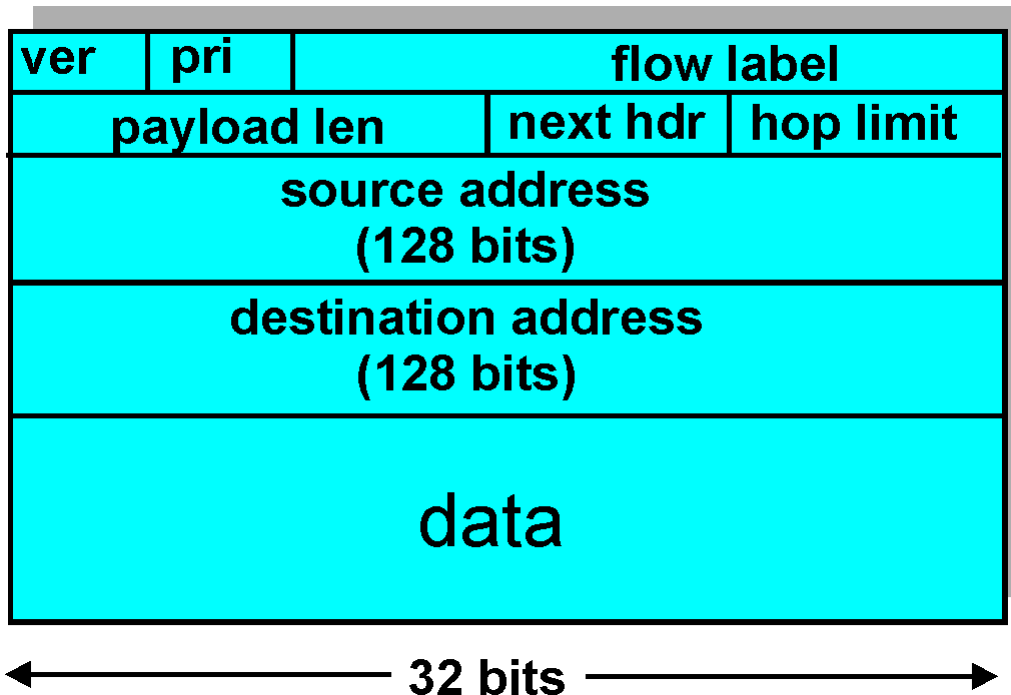 ver pri flow label
payload len next hdr hop limit
source address
(128 bits)
destination address
(128 bits)
data
32 bits